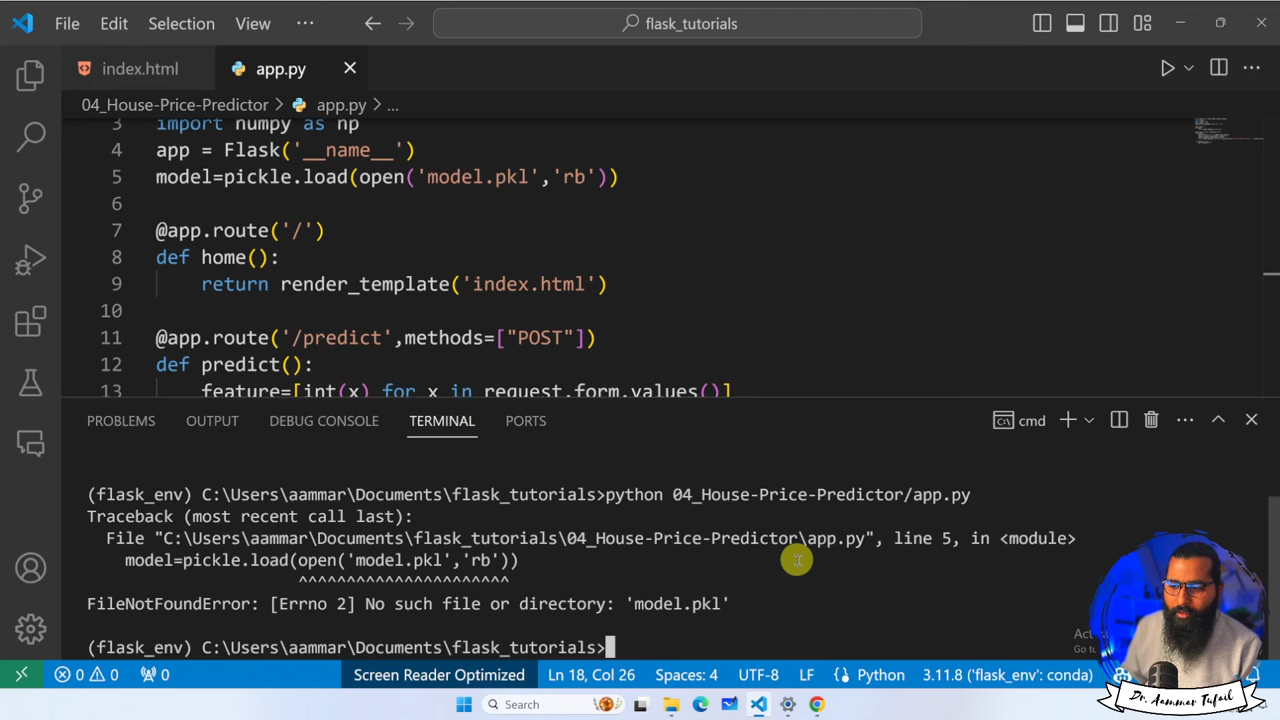 File Edit Selection View ··· flask_tutorials
index.html app.py
04_House-Price-Predictor > app.py > ...
3 import numpy as np
4 app = Flask('__name__')
5 model=pickle.load(open('model.pkl','rb'))
6
7 @app.route('/')
8 def home():
9 return render_template('index.html')
10
11 @app.route('/predict',methods=["POST"])
12 def predict():
13 feature=[int(x) for x in request.form.values()]
PROBLEMS OUTPUT DEBUG CONSOLE TERMINAL PORTS cmd
(flask_env) C:\Users\aammar\Documents\flask_tutorials>python 04_House-Price-Predictor/app.py
Traceback (most recent call last):
File "C:\Users\aammar\Documents\flask_tutorials\04_House-Price-Predictor\app.py", line 5, in <module>
model=pickle.load(open('model.pkl','rb'))
^^^^^^^^^^^^^^^^^^^^^^
FileNotFoundError: [Errno 2] No such file or directory: 'model.pkl'
(flask_env) C:\Users\aammar\Documents\flask_tutorials>
0 0 0 Screen Reader Optimized Ln 18, Col 26 Spaces: 4 UTF-8 LF Python 3.11.8 ('flask_env': conda)
Search
Dr. Aammar Tufail